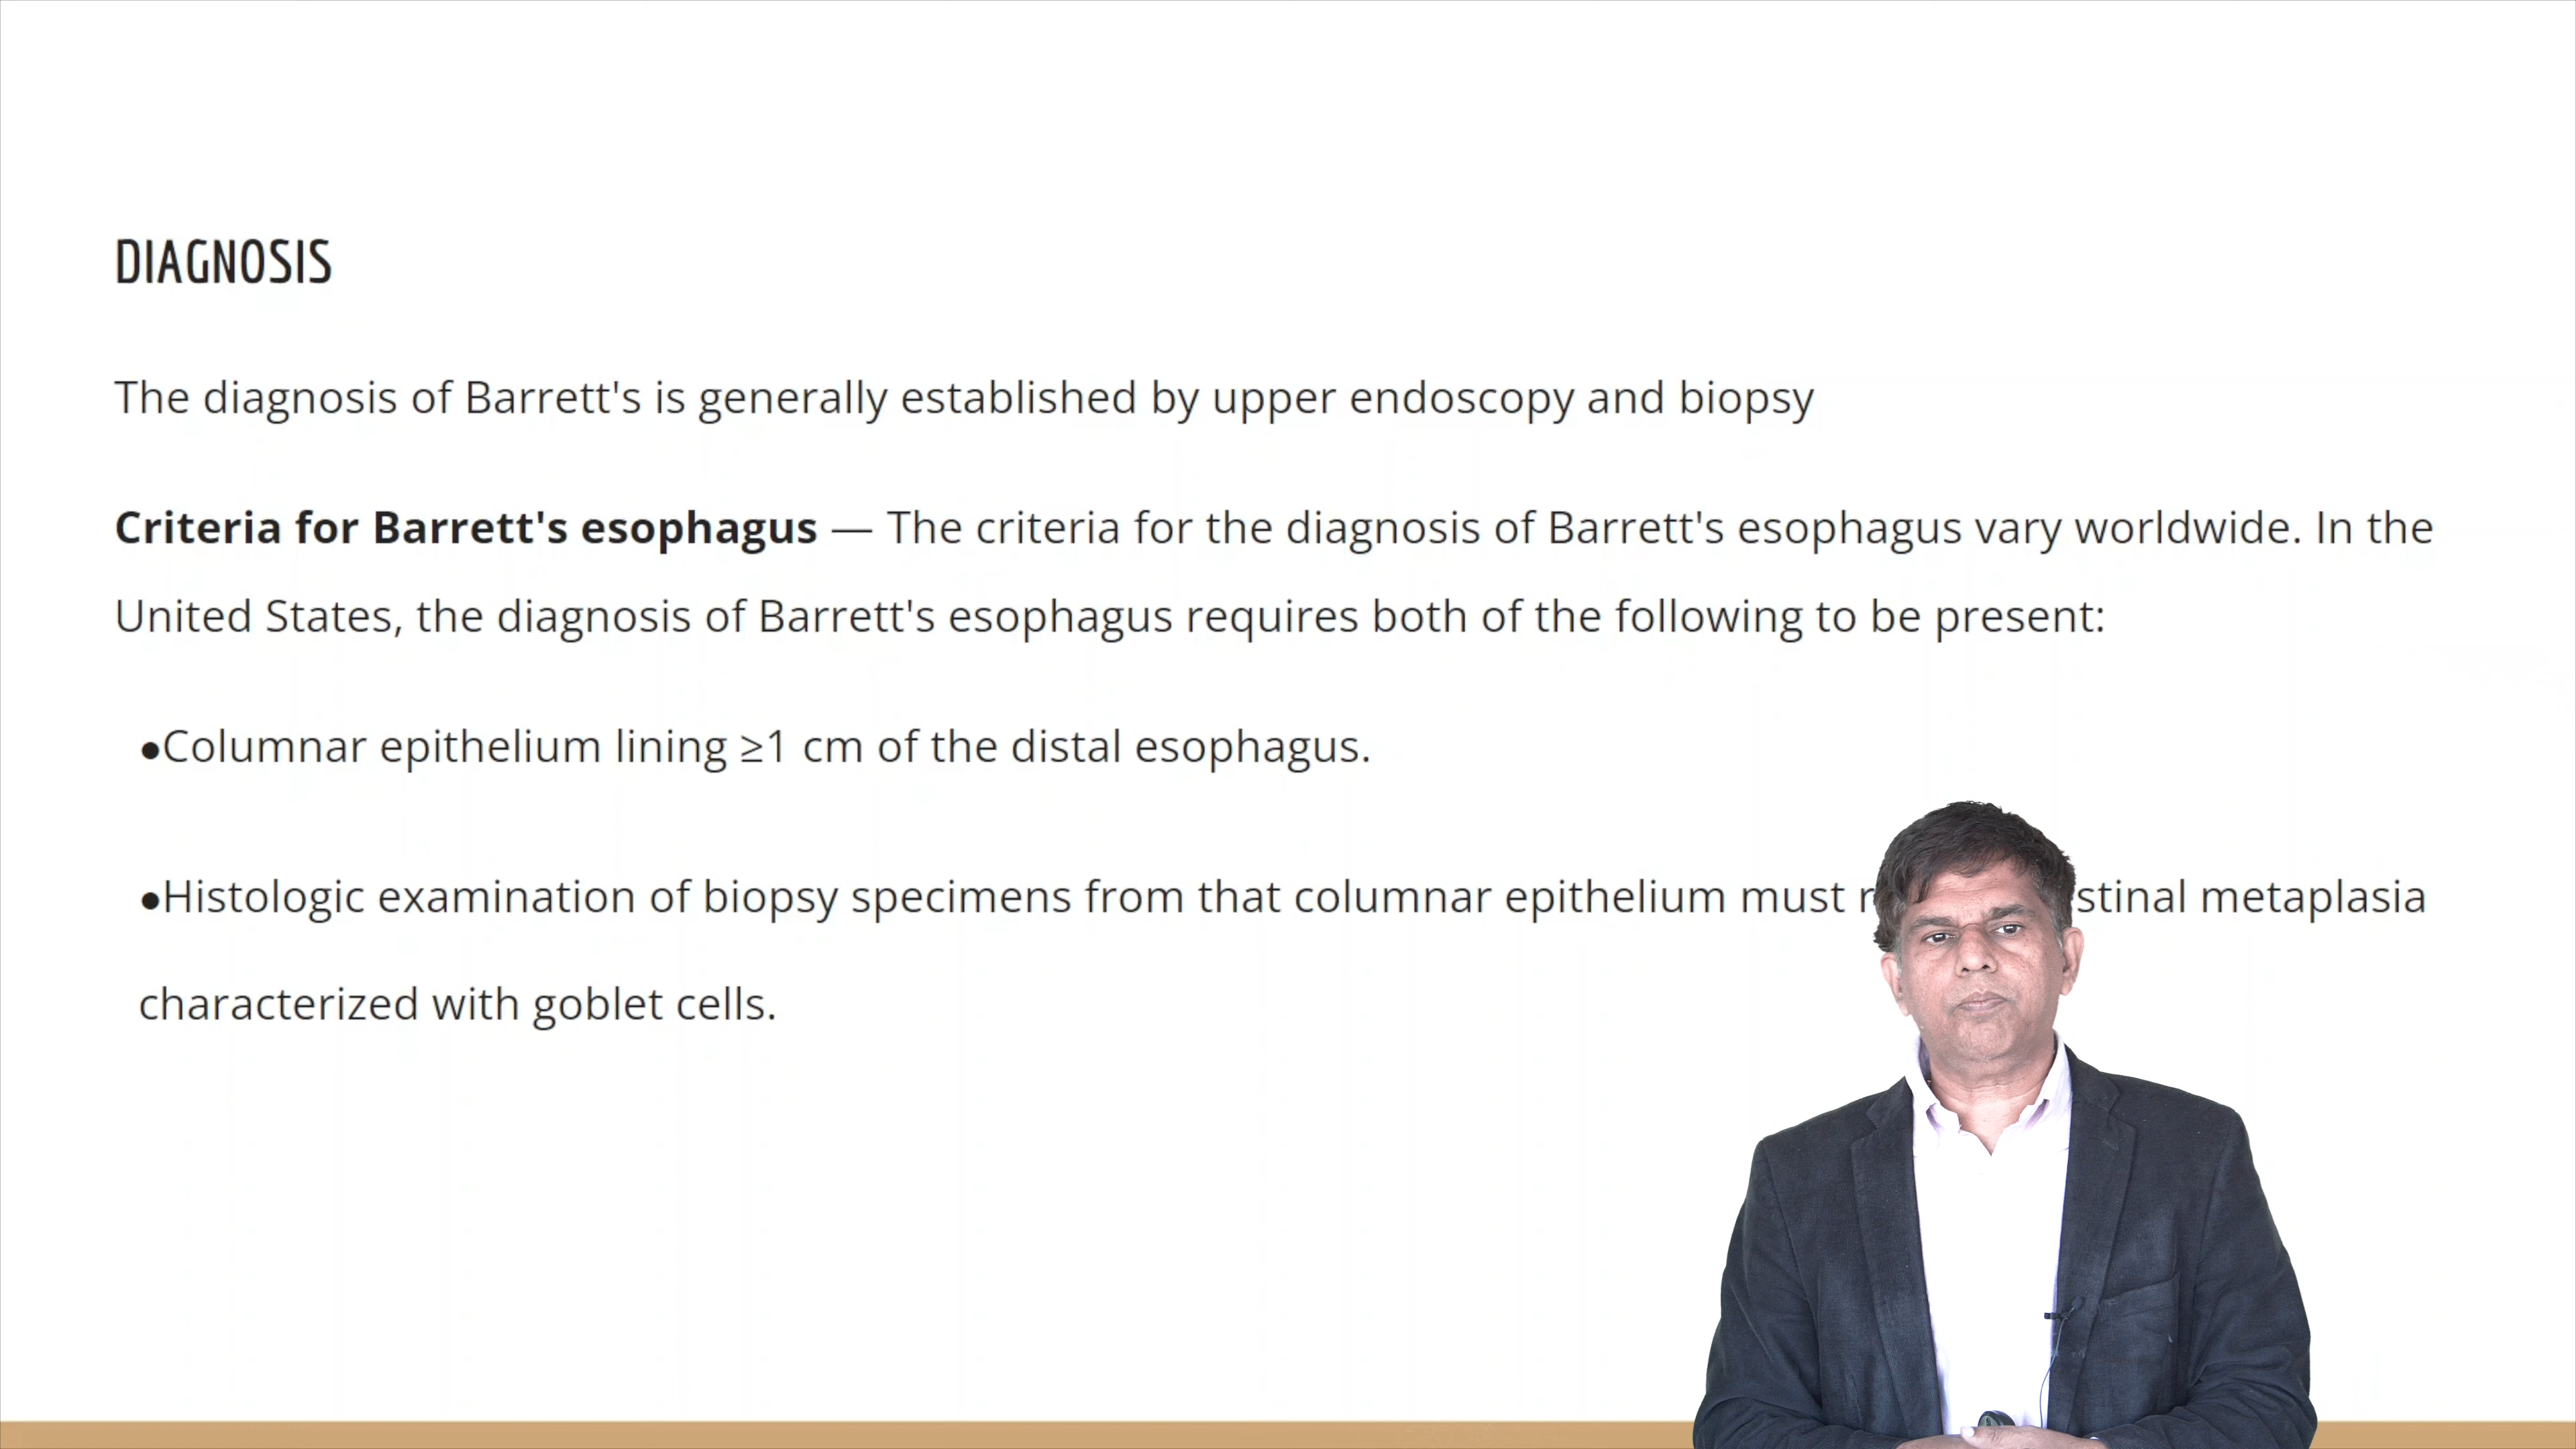 DIAGNOSIS
The diagnosis of Barrett's is generally established by upper endoscopy and biopsy
Criteria for Barrett's esophagus — The criteria for the diagnosis of Barrett's esophagus vary worldwide. In the
United States, the diagnosis of Barrett's esophagus requires both of the following to be present:
●Columnar epithelium lining ≥1 cm of the distal esophagus.
●Histologic examination of biopsy specimens from that columnar epithelium must metaplasia
characterized with goblet cells.